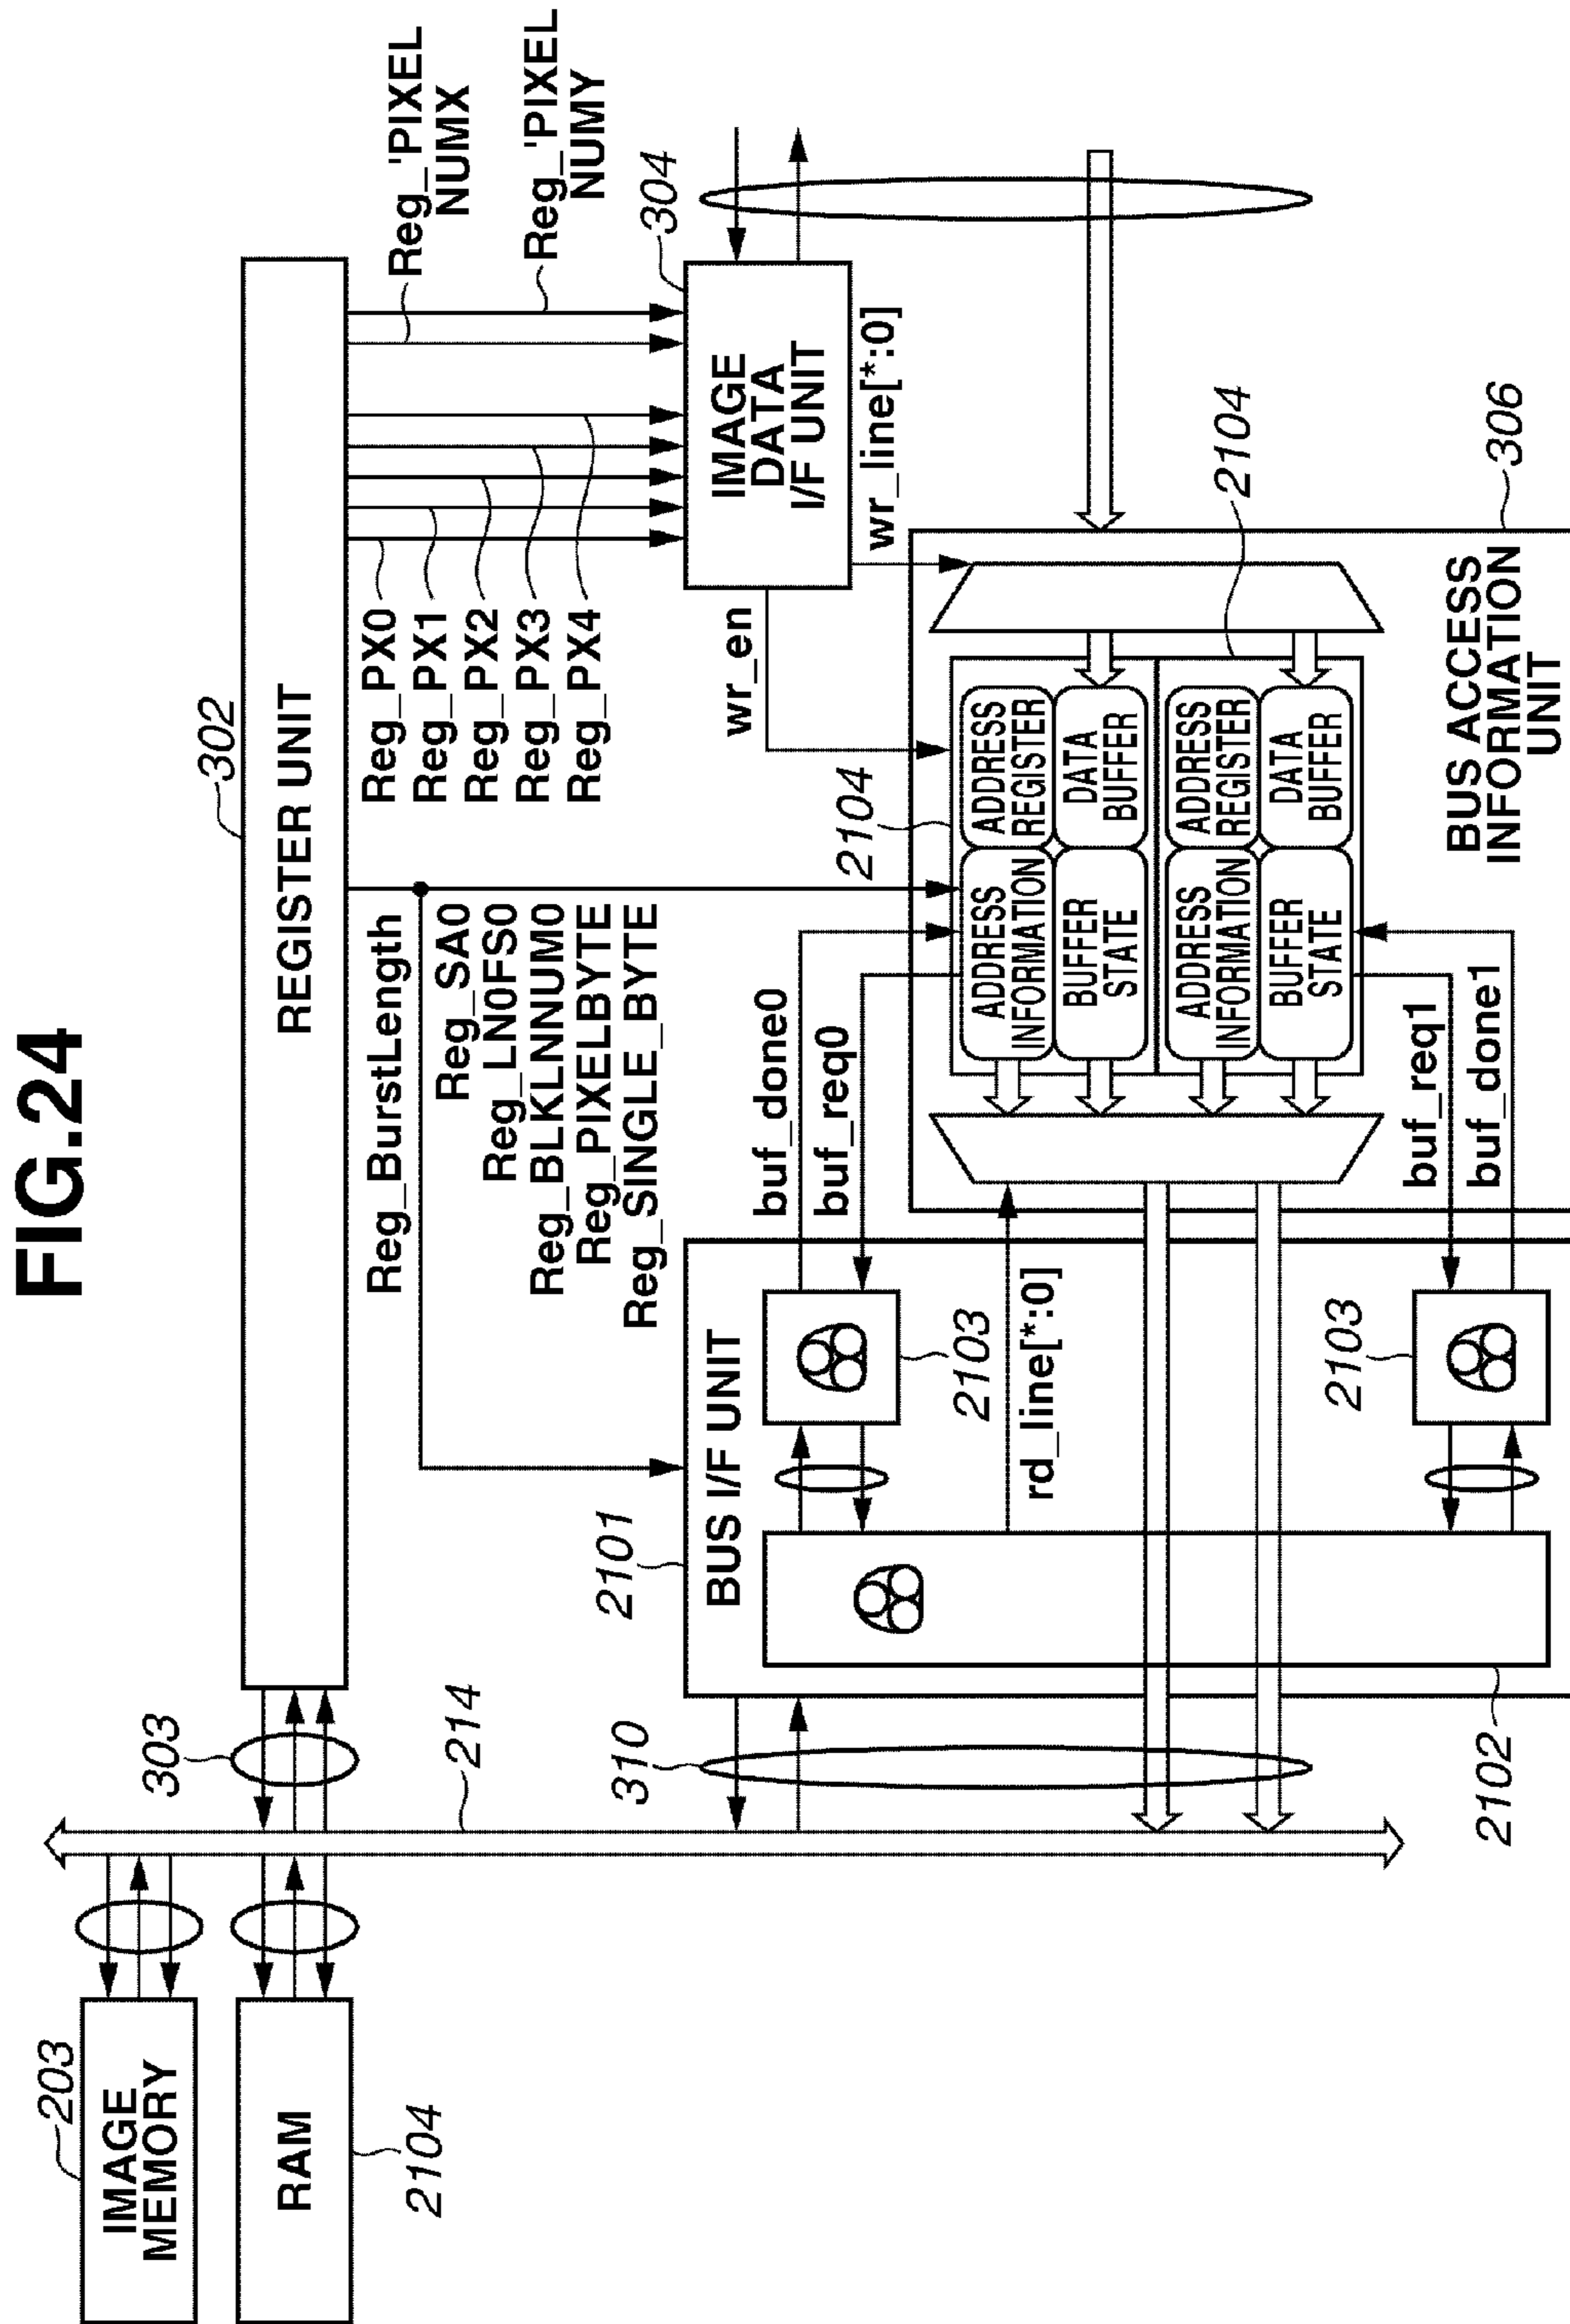 FIG.24
302
REGISTER UNIT
Reg_'PIXEL
NUMX
Reg_'PIXEL
NUMY
Reg_PX0
Reg_PX1
Reg_PX2
Reg_PX3
Reg_PX4
304
IMAGE
DATA
I/F UNIT
wr_en
wr_line[*:0]
303
214
203
IMAGE
MEMORY
RAM
2104
Reg_BurstLength
Reg_SA0
Reg_LN0FS0
Reg_BLKLNNUM0
Reg_PIXELBYTE
Reg_SINGLE_BYTE
310
2101
BUS I/F UNIT
2102
2103
rd_line[*:0]
2103
buf_done0
buf_req0
buf_req1
buf_done1
2104
2104
ADDRESS
INFORMATION
ADDRESS
REGISTER
BUFFER
STATE
DATA
BUFFER
ADDRESS
INFORMATION
ADDRESS
REGISTER
BUFFER
STATE
DATA
BUFFER
306
BUS ACCESS
INFORMATION
UNIT